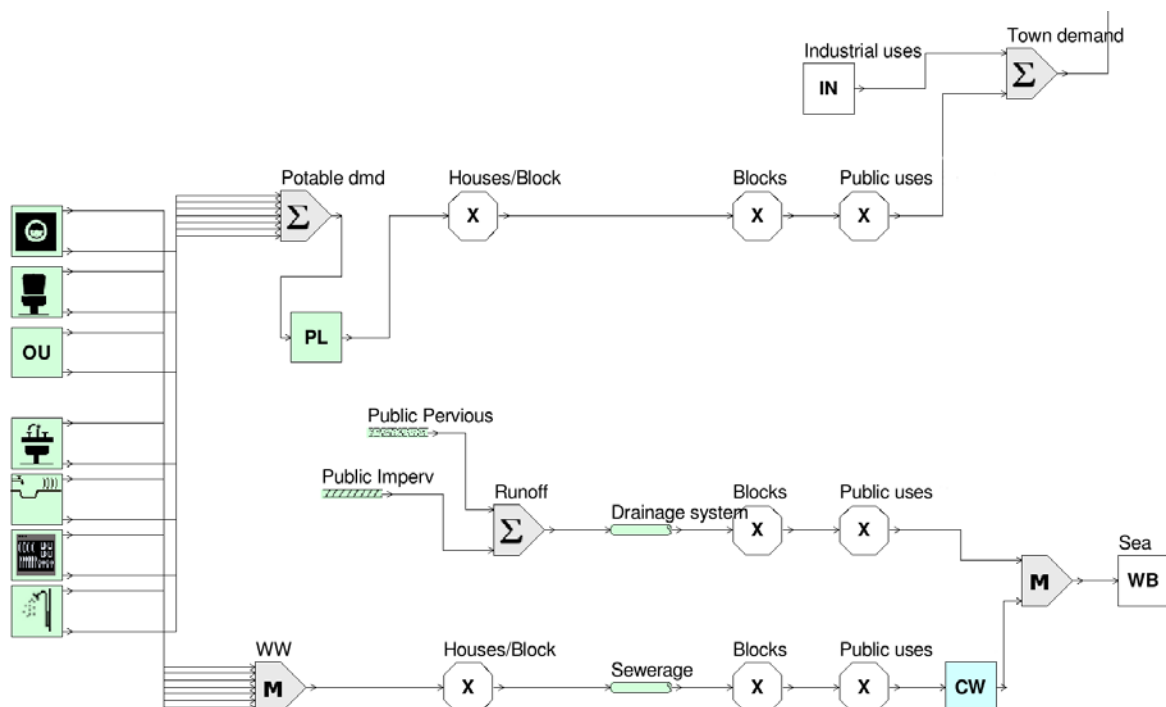 Town demand
Industrial uses
Σ
IN
Potable dmd
Houses/Block
Blocks
Public uses
Σ
X
X
X
PL
OU
Public Pervious
Public Imperv
Runoff
Σ
Drainage system
Blocks
X
Public uses
X
M
Sea
WB
WW
M
Houses/Block
X
Sewerage
Blocks
X
Public uses
X
CW